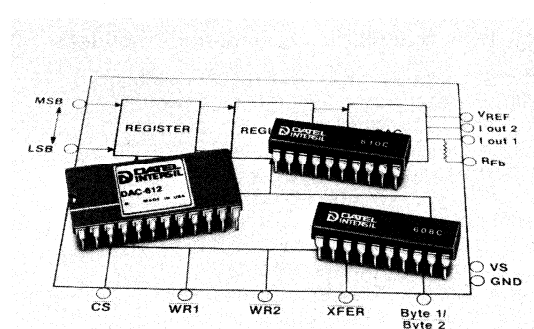 MSB
REGISTER
LSB
VREF
I out 2
I out 1
RFb
DATEL
INTERSIL
610C
DATEL
INTERSIL
DAC-612
MADE IN USA
DATEL
INTERSIL
608C
VS
GND
CS
WR1
WR2
XFER
Byte 1/
Byte 2